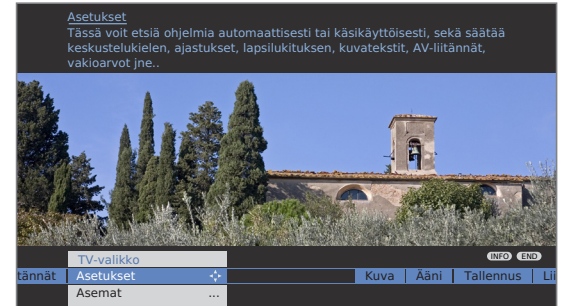 Asetukset
Tässä voit etsiä ohjelmia automaattisesti tai käsikäyttöisesti, sekä säätää
keskustelukielen, ajastukset, lapsilukituksen, kuvatekstit, AV-liitännät,
vakioarvot jne..
INFO END
TV-valikko
tännät Asetukset Kuva Ääni Tallennus Lii
Asemat ...